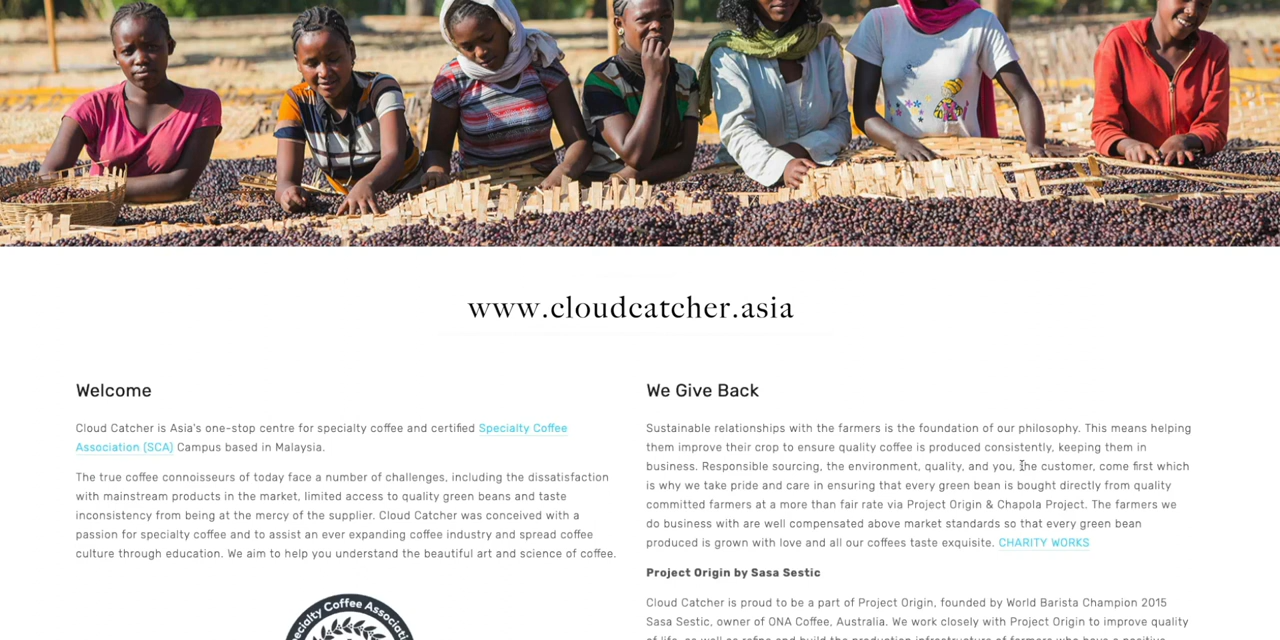 www.cloudcatcher.asia
Welcome
Cloud Catcher is Asia's one-stop centre for specialty coffee and certified Specialty Coffee
Association (SCA) Campus based in Malaysia.
The true coffee connoisseurs of today face a number of challenges, including the dissatisfaction
with mainstream products in the market, limited access to quality green beans and taste
inconsistency from being at the mercy of the supplier. Cloud Catcher was conceived with a
passion for specialty coffee and to assist an ever expanding coffee industry and spread coffee
culture through education. We aim to help you understand the beautiful art and science of coffee.
Specialty Coffee Associati
We Give Back
Sustainable relationships with the farmers is the foundation of our philosophy. This means helping
them improve their crop to ensure quality coffee is produced consistently, keeping them in
business. Responsible sourcing, the environment, quality, and you, the customer, come first which
is why we take pride and care in ensuring that every green bean is bought directly from quality
committed farmers at a more than fair rate via Project Origin & Chapola Project. The farmers we
do business with are well compensated above market standards so that every green bean
produced is grown with love and all our coffees taste exquisite. CHARITY WORKS
Project Origin by Sasa Sestic
Cloud Catcher is proud to be a part of Project Origin, founded by World Barista Champion 2015
Sasa Sestic, owner of ONA Coffee, Australia. We work closely with Project Origin to improve quality